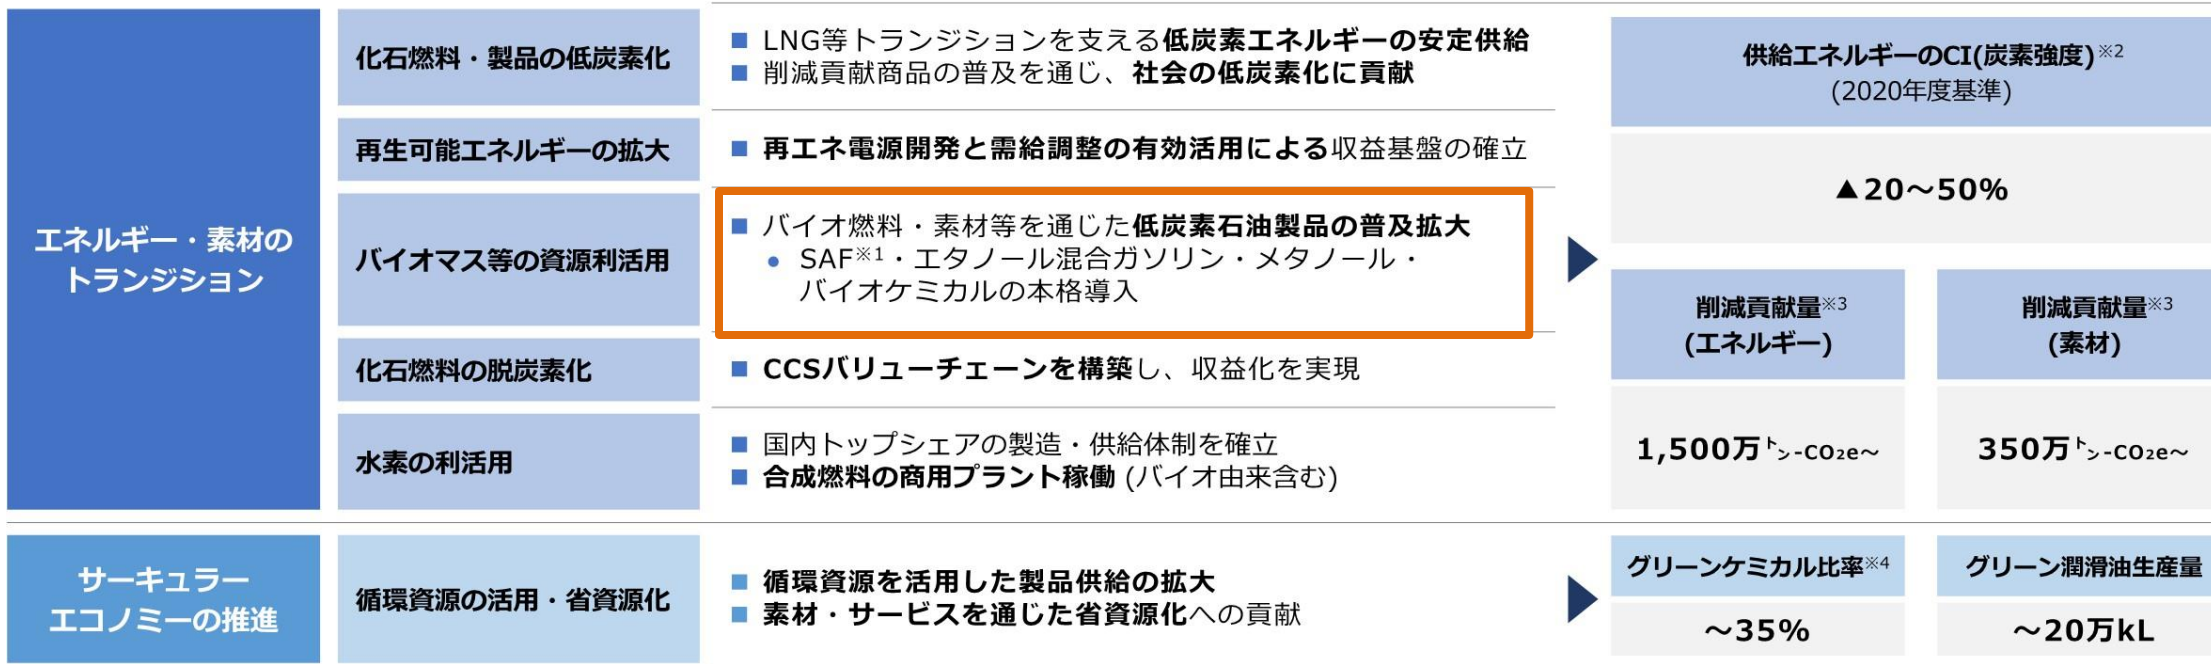 エネルギー・素材の
トランジション
化石燃料・製品の低炭素化
■ LNG等トランジションを支える低炭素エネルギーの安定供給
■ 削減貢献商品の普及を通じ、社会の低炭素化に貢献
再生可能エネルギーの拡大
■ 再エネ電源開発と需給調整の有効活用による収益基盤の確立
バイオマス等の資源利活用
■ バイオ燃料・素材等を通じた低炭素石油製品の普及拡大
• SAF※1・エタノール混合ガソリン・メタノール・
バイオケミカルの本格導入
化石燃料の脱炭素化
■ CCSバリューチェーンを構築し、収益化を実現
水素の利活用
■ 国内トップシェアの製造・供給体制を確立
■ 合成燃料の商用プラント稼働 (バイオ由来含む)
供給エネルギーのCI(炭素強度)※2
(2020年度基準)
▲20～50%
削減貢献量※3
(エネルギー)
1,500万㌧-CO₂e～
削減貢献量※3
(素材)
350万㌧-CO₂e～
サーキュラー
エコノミーの推進
循環資源の活用・省資源化
■ 循環資源を活用した製品供給の拡大
■ 素材・サービスを通じた省資源化への貢献
グリーンケミカル比率※4
～35%
グリーン潤滑油生産量
～20万kL